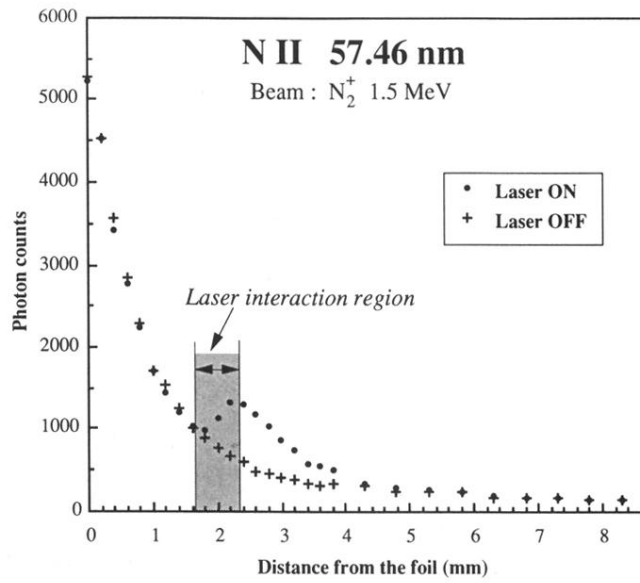 6000
N II 57.46 nm
Beam : N₂⁺ 1.5 MeV
5000
4000
• Laser ON
+ Laser OFF
Photon counts
3000
Laser interaction region
2000
1000
0
0 1 2 3 4 5 6 7 8
Distance from the foil (mm)